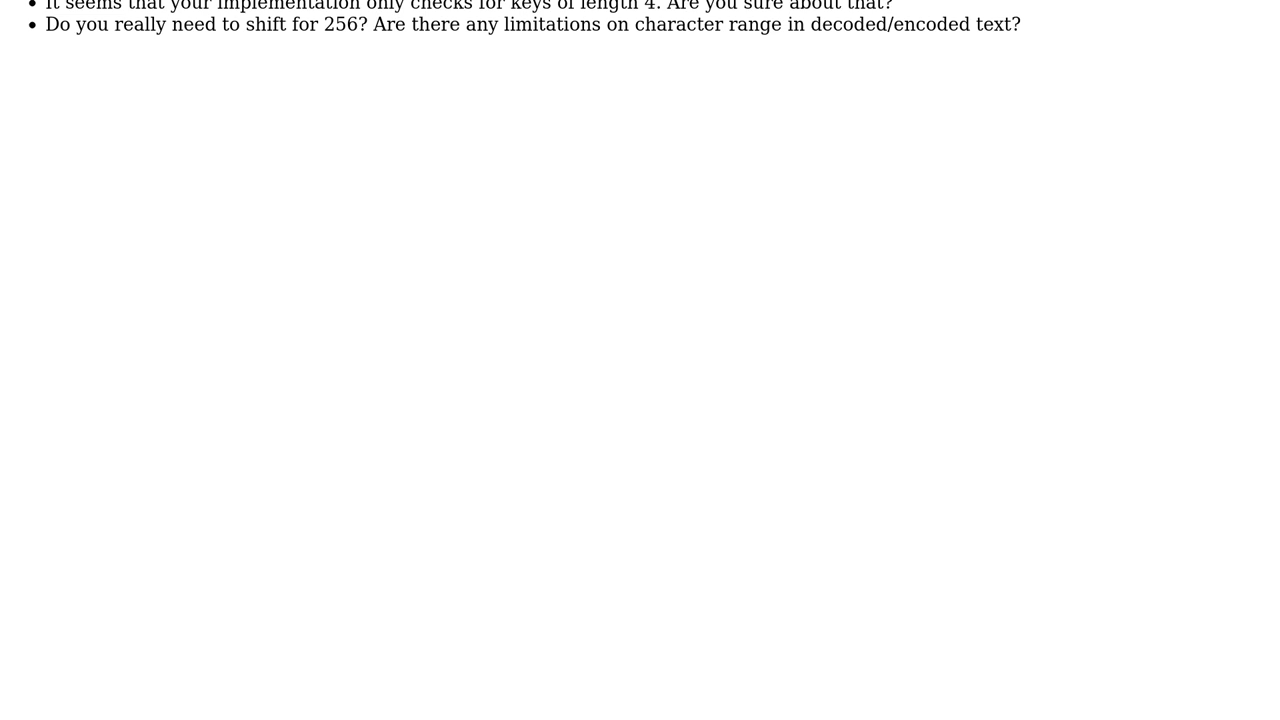 It seems that your implementation only checks for keys of length 4. Are you sure about that?
Do you really need to shift for 256? Are there any limitations on character range in decoded/encoded text?